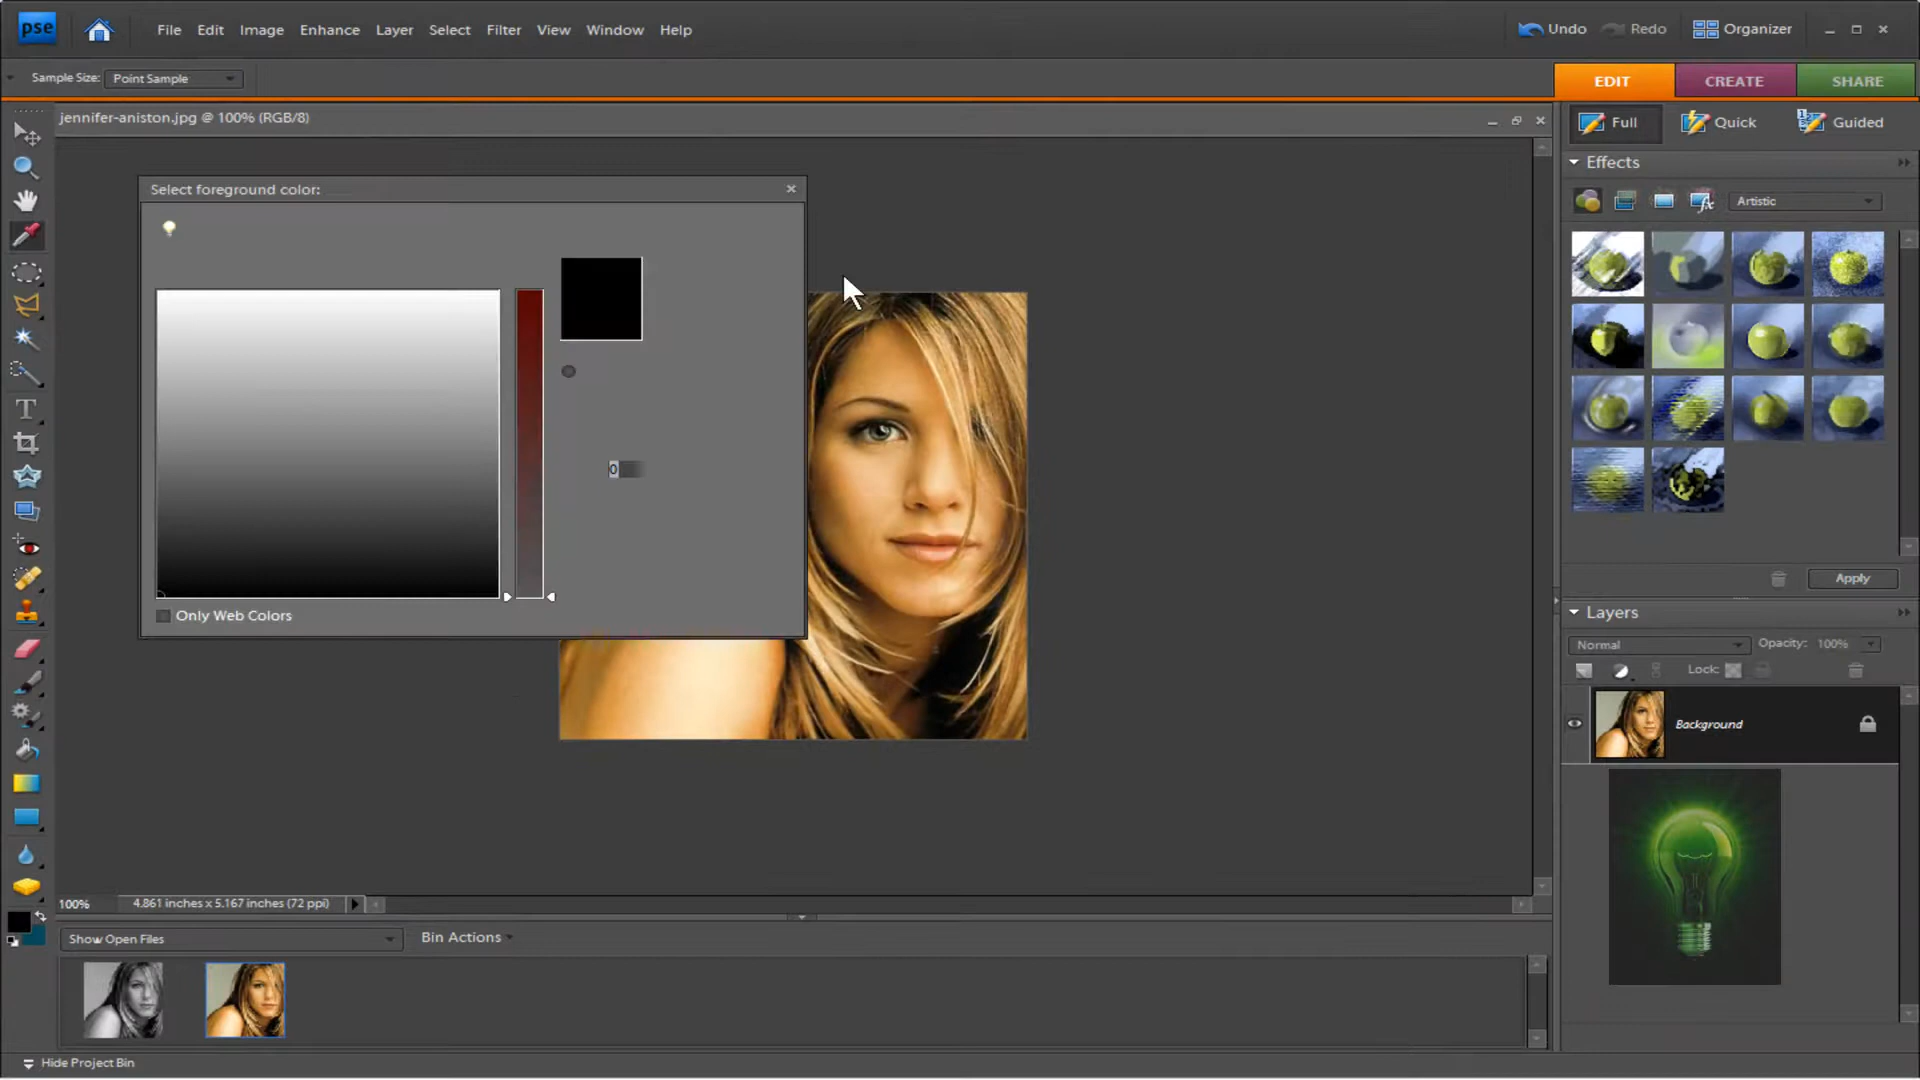 pse
File Edit Image Enhance Layer Select Filter View Window Help
Undo Redo Organizer
Sample Size: Point Sample
EDIT CREATE SHARE
jennifer-aniston.jpg @ 100% (RGB/8)
Full Quick Guided
Effects
Artistic
Select foreground color:
0
Only Web Colors
Apply
Layers
Normal Opacity: 100%
Lock:
Background
100% 4.861 inches x 5.167 inches (72 ppi)
Show Open Files Bin Actions
Hide Project Bin